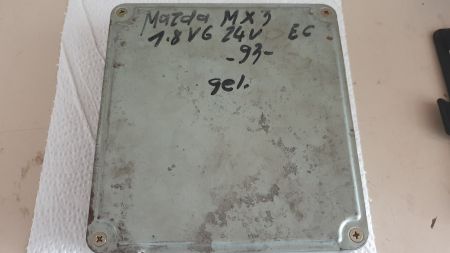 Mazda MX3
1.8 V6 24V EC
-93-
gel.